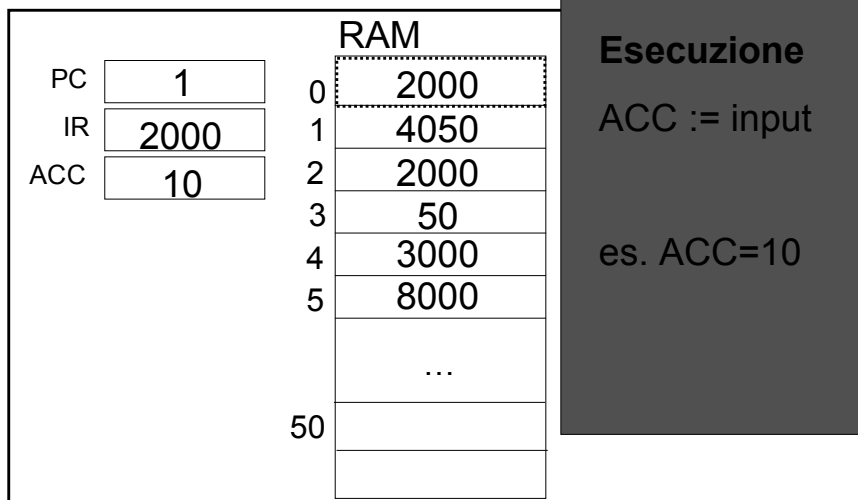 RAM
PC 1
IR 2000
ACC 10
0 2000
1 4050
2 2000
3 50
4 3000
5 8000
…
50
Esecuzione
ACC := input
es. ACC=10